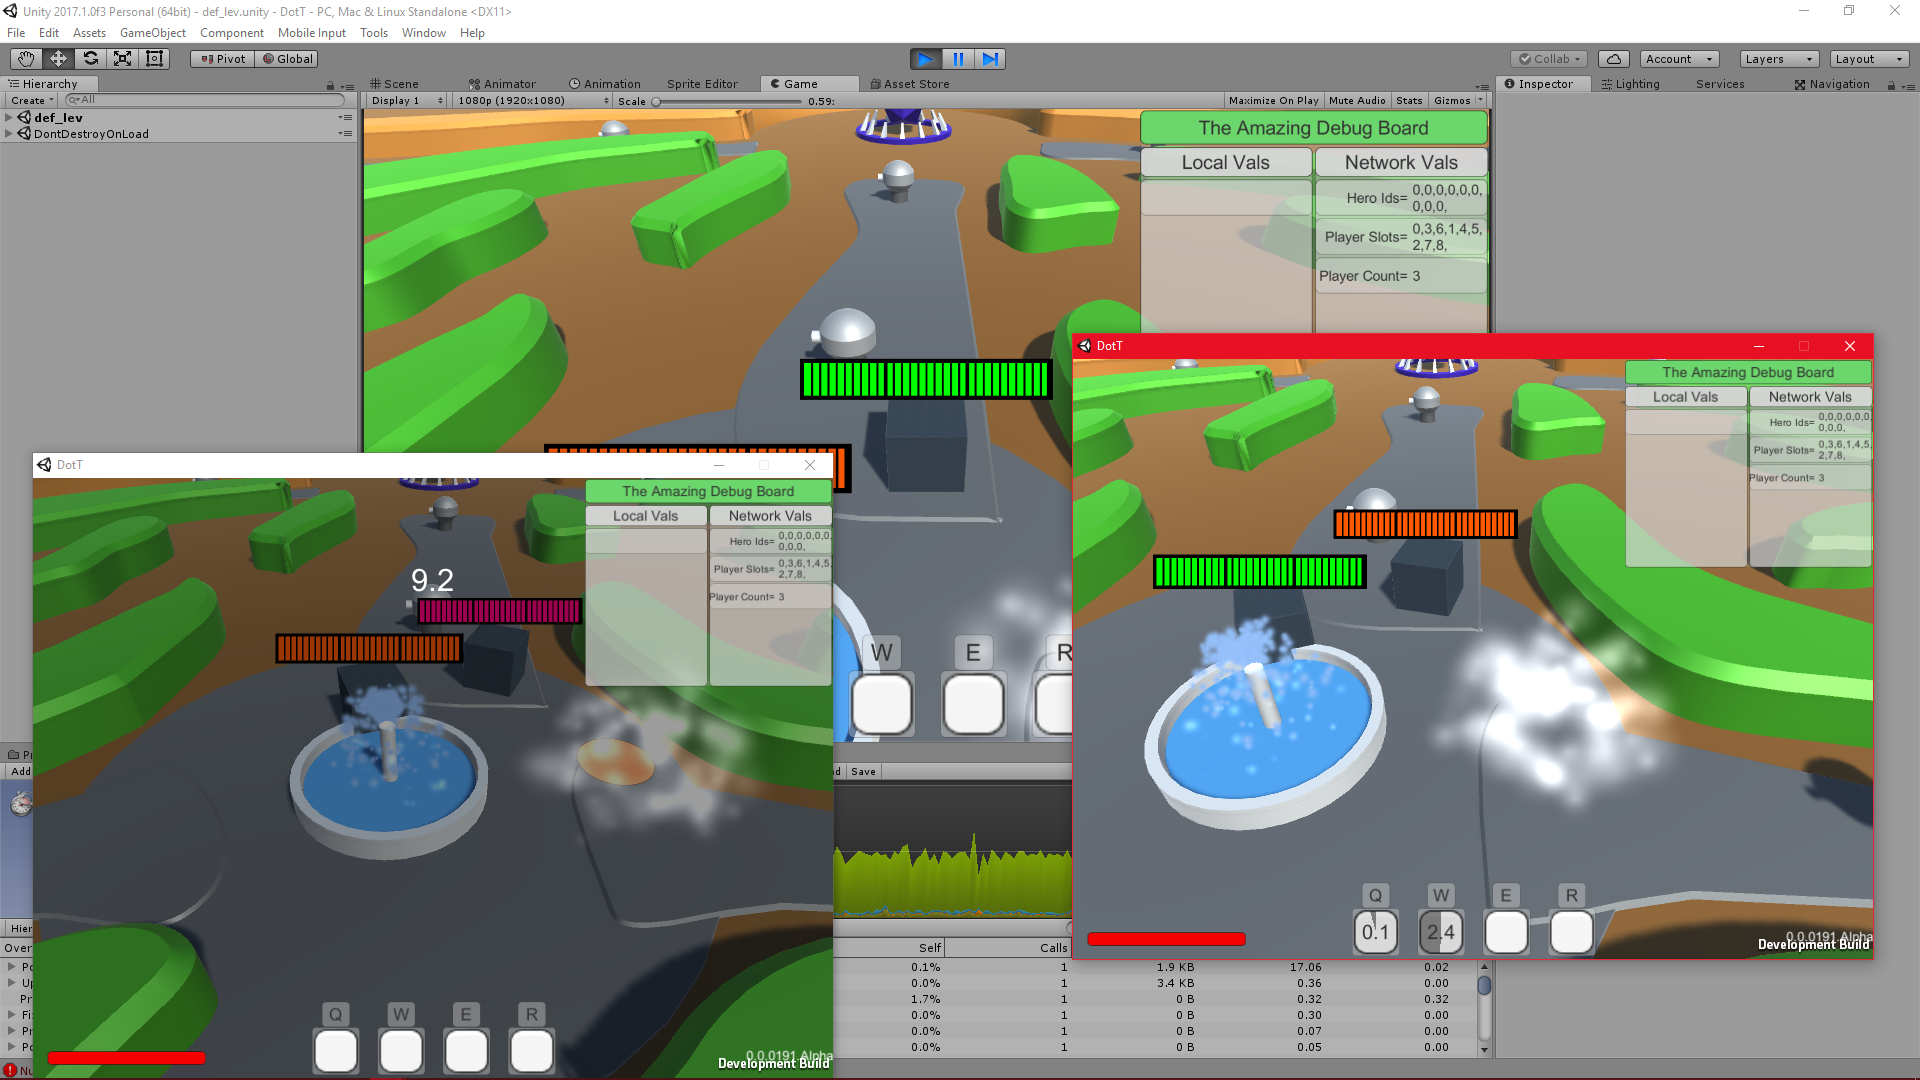 Unity 2017.1.0f3 Personal (64bit) - def_lev.unity - DotT - PC, Mac & Linux Standalone <DX11>
File Edit Assets GameObject Component Mobile Input Tools Window Help
Pivot Global Collab Account Layers Layout
Hierarchy Scene Animator Animation Sprite Editor Game Asset Store Inspector Lighting Services Navigation
Create All Display 1 1080p (1920x1080) Scale 0.59: Maximize On Play Mute Audio Stats Gizmos
def_lev
DontDestroyOnLoad
The Amazing Debug Board
Local Vals Network Vals
Hero Ids= 0,0,0,0,0,0,
0,0,0,
Player Slots= 0,3,6,1,4,5,
2,7,8,
Player Count= 3
W E R
DotT
The Amazing Debug Board
Local Vals Network Vals
Hero Ids= 0,0,0,0,0,0,
0,0,0,
Player Slots= 0,3,6,1,4,5,
2,7,8,
Player Count= 3
Q W E R
0.1 2.4
0.0.0191 Alpha
Development Build
DotT
The Amazing Debug Board
Local Vals Network Vals
Hero Ids= 0,0,0,0,0,0,
0,0,0,
Player Slots= 0,3,6,1,4,5,
2,7,8,
Player Count= 3
9.2
Q W E R
0.0.0191 Alpha
Development Build
Add Save
Self Calls
0.1% 1 1.9 KB 17.06 0.02
0.0% 1 3.4 KB 0.36 0.00
1.7% 1 0 B 0.32 0.32
0.0% 1 0 B 0.30 0.00
0.0% 1 0 B 0.07 0.00
0.0% 1 0 B 0.05 0.00